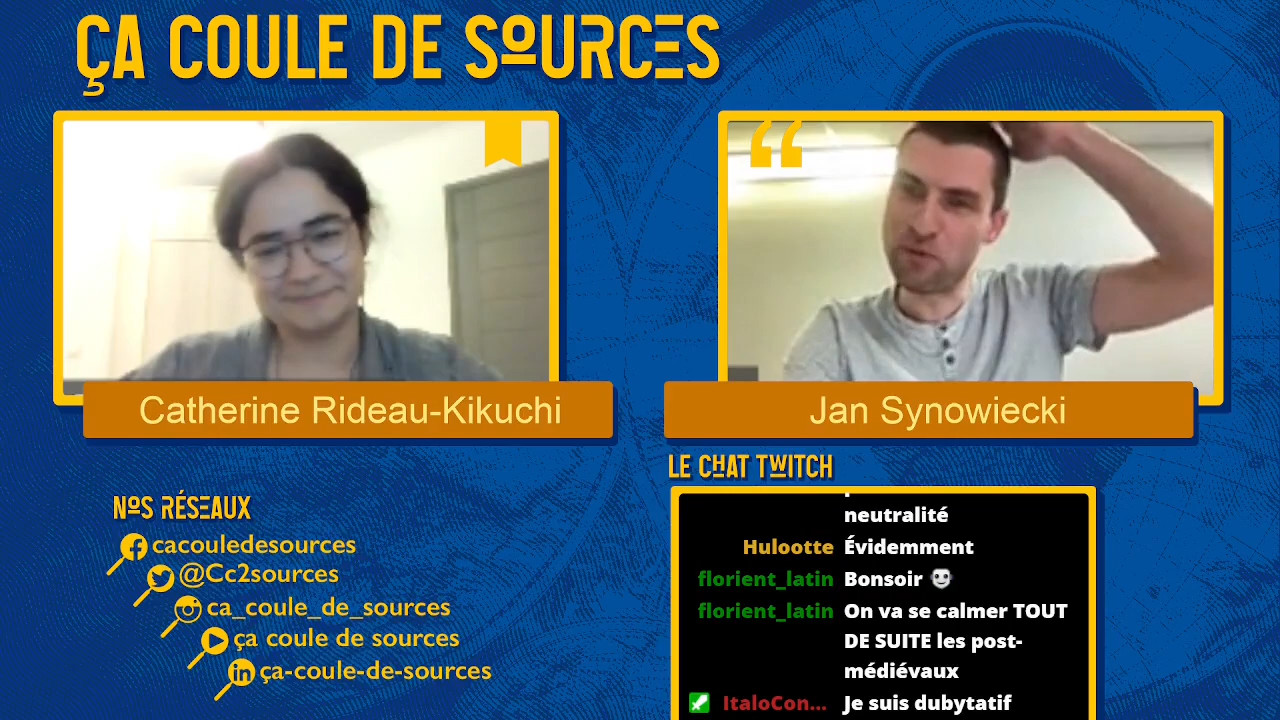 ÇA COULE DE SOURCES
Catherine Rideau-Kikuchi
Jan Synowiecki
LE CHAT TWITCH
neutralité
Hulootte Évidemment
florient_latin Bonsoir
florient_latin On va se calmer TOUT
DE SUITE les post-
médiévaux
ItaloCon... Je suis dubytatif
NOS RÉSEAUX
cacouledesources
@Cc2sources
ca_coule_de_sources
ça coule de sources
ça-coule-de-sources